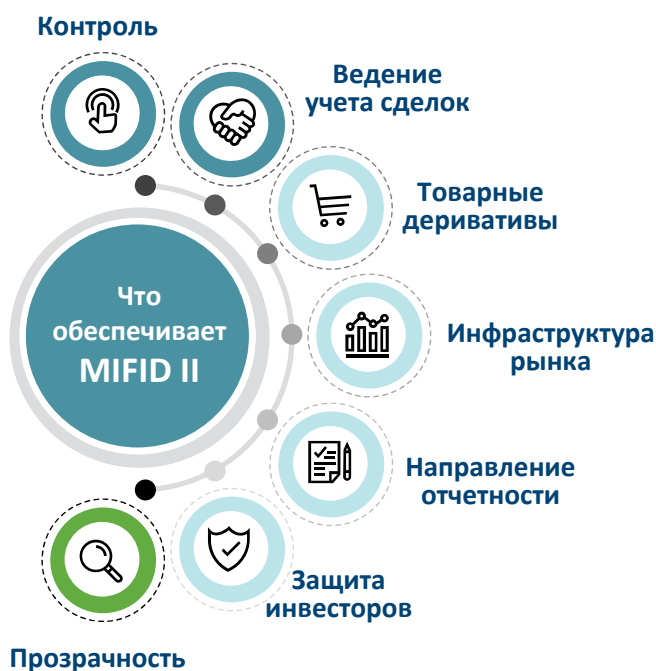 Контроль
Ведение
учета сделок
Товарные
деривативы
Что
обеспечивает
MIFID II
Инфраструктура
рынка
Направление
отчетности
Защита
инвесторов
Прозрачность